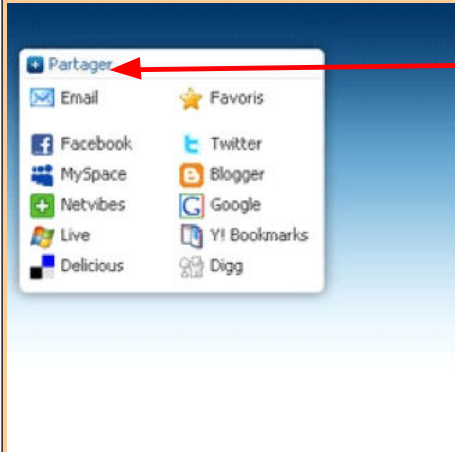 Partager
Email Favoris
Facebook Twitter
MySpace Blogger
Netvibes Google
Live Y! Bookmarks
Delicious Digg